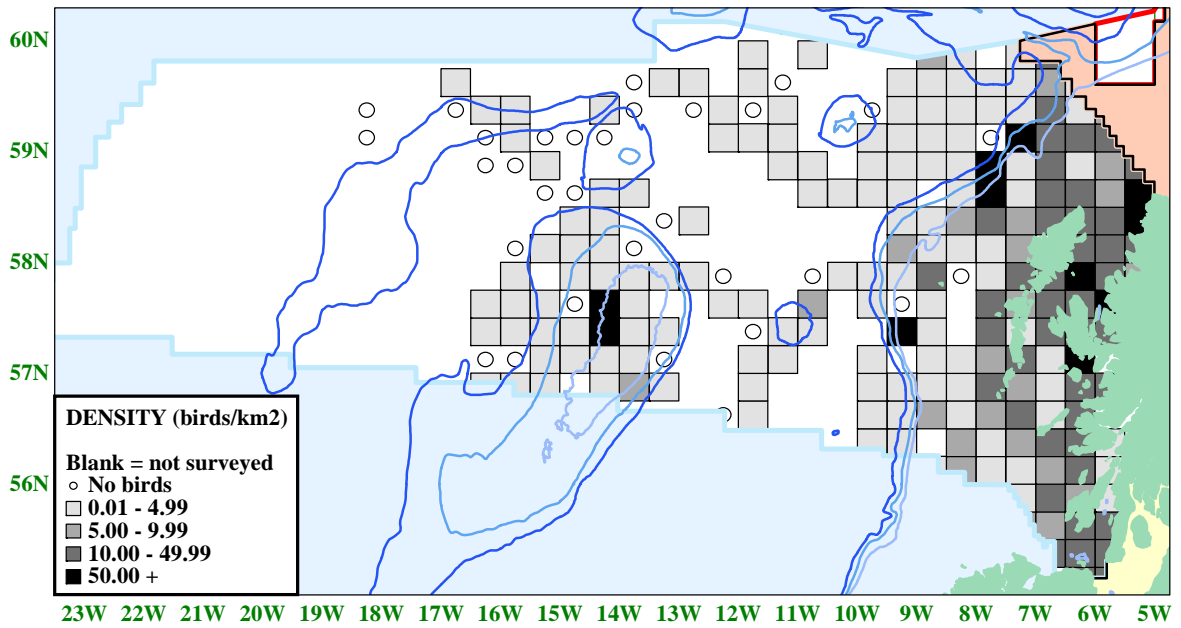 60N
59N
58N
57N
56N
DENSITY (birds/km2)
Blank = not surveyed
No birds
0.01 - 4.99
5.00 - 9.99
10.00 - 49.99
50.00 +
23W 22W 21W 20W 19W 18W 17W 16W 15W 14W 13W 12W 11W 10W 9W 8W 7W 6W 5W